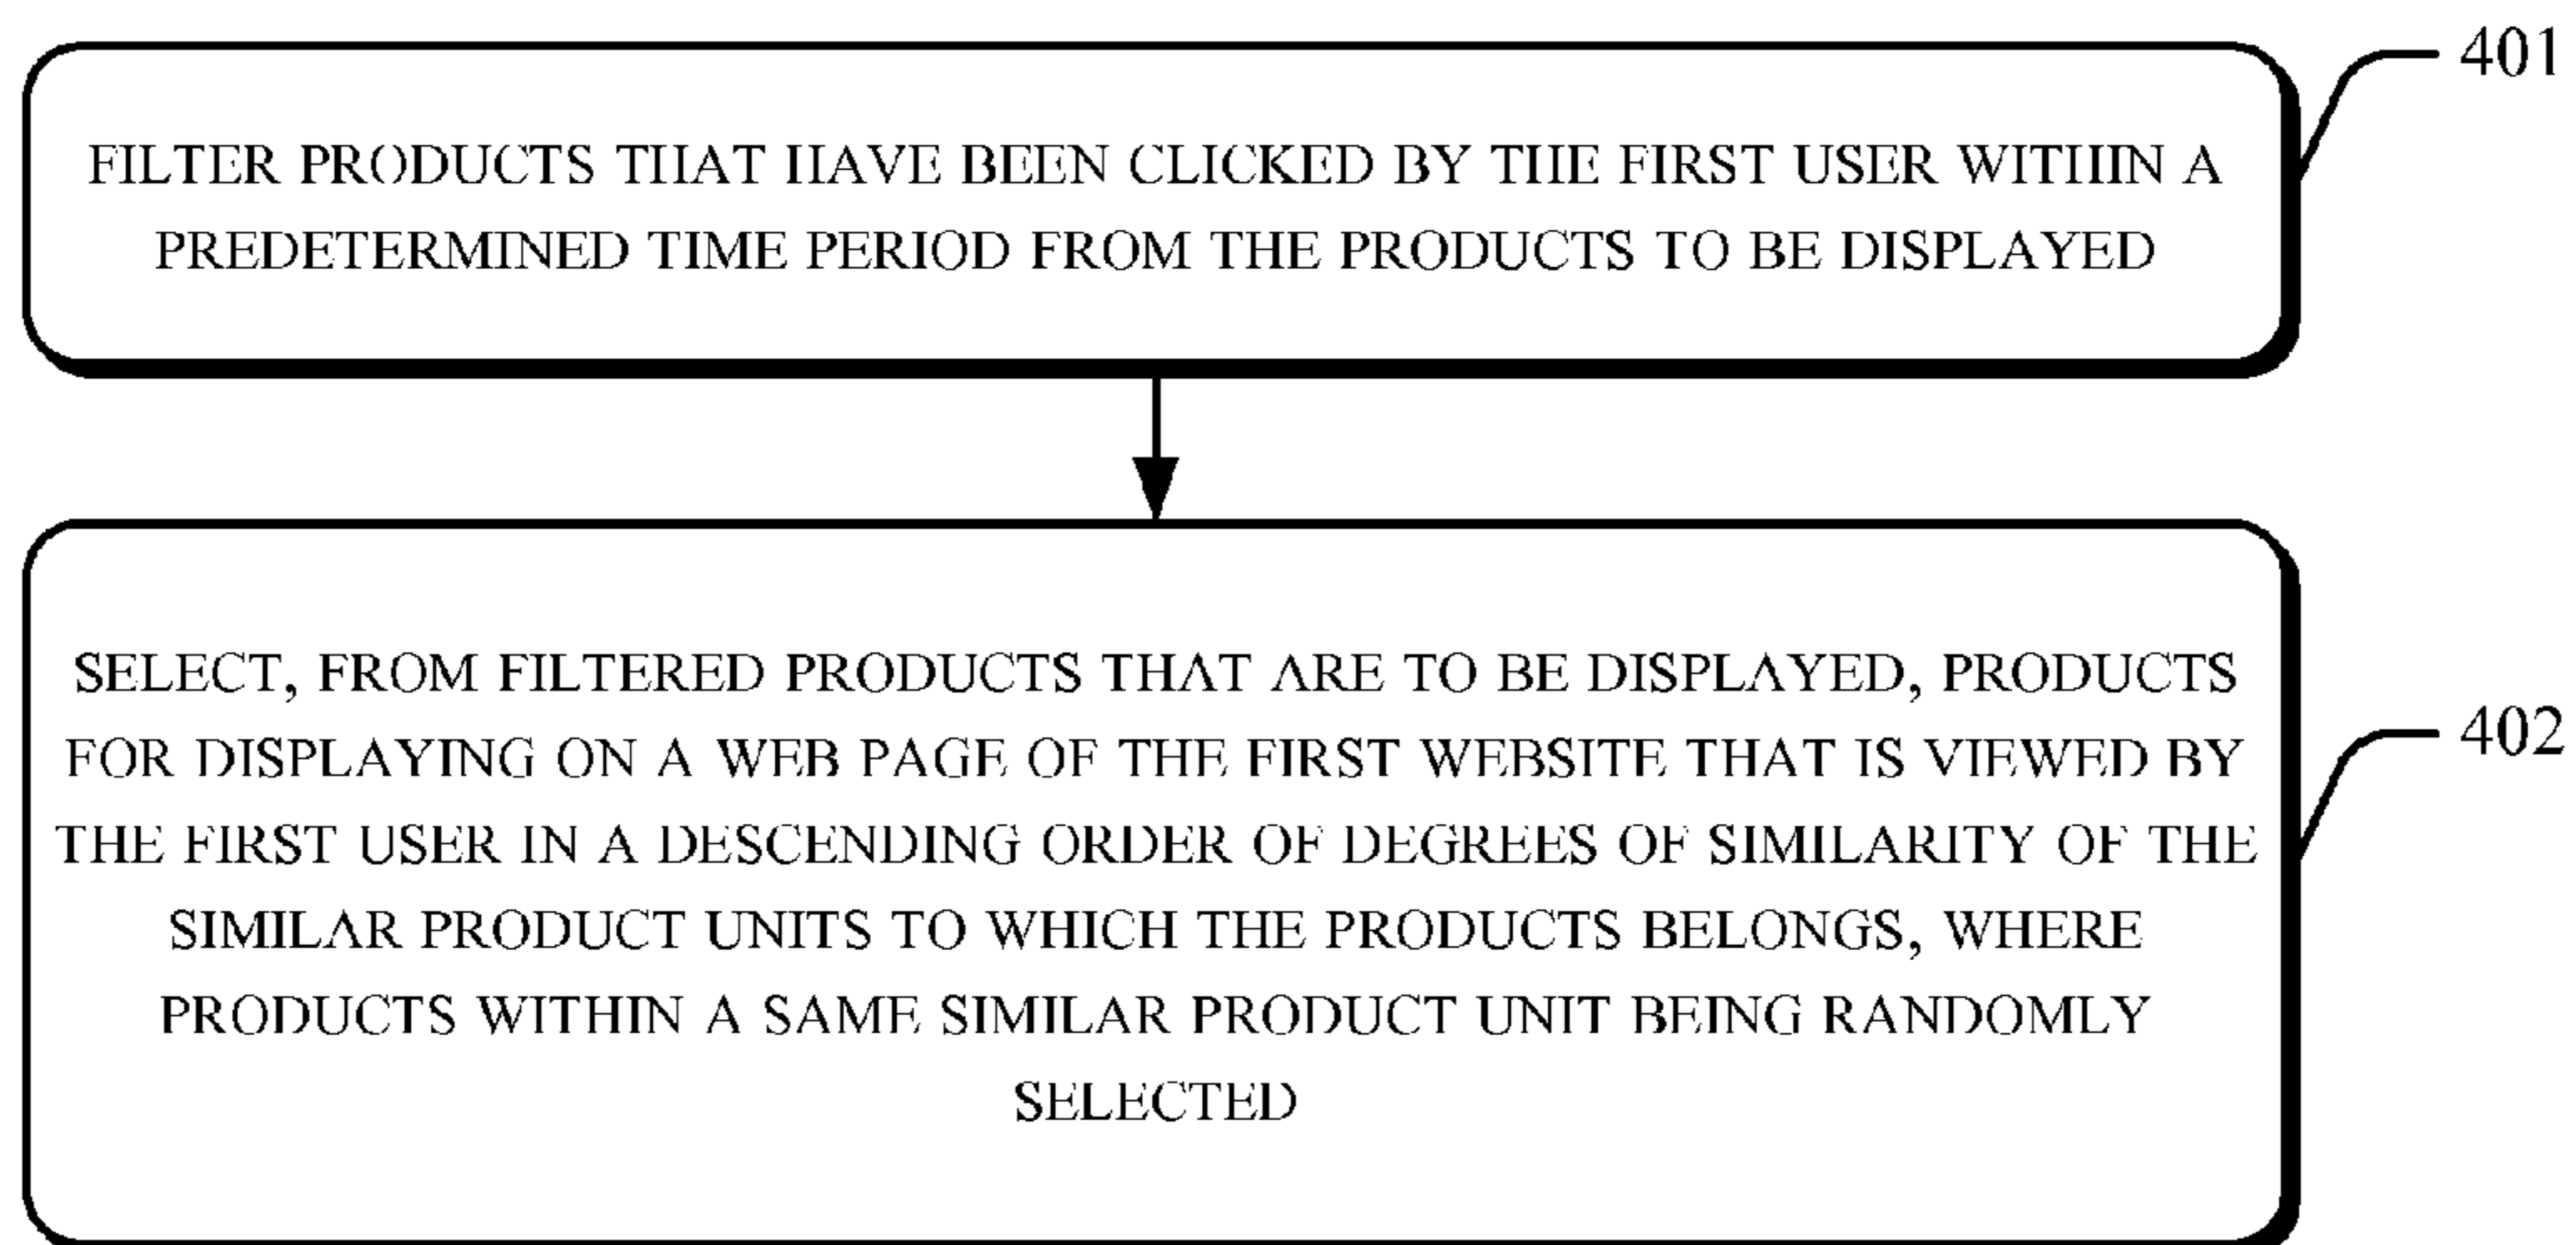 401
FILTER PRODUCTS THAT HAVE BEEN CLICKED BY THE FIRST USER WITHIN A
PREDETERMINED TIME PERIOD FROM THE PRODUCTS TO BE DISPLAYED
SELECT, FROM FILTERED PRODUCTS THAT ARE TO BE DISPLAYED, PRODUCTS
FOR DISPLAYING ON A WEB PAGE OF THE FIRST WEBSITE THAT IS VIEWED BY
402
THE FIRST USER IN A DESCENDING ORDER OF DEGREES OF SIMILARITY OF THE
SIMILAR PRODUCT UNITS TO WHICH THE PRODUCTS BELONGS, WHERE
PRODUCTS WITHIN A SAME SIMILAR PRODUCT UNIT BEING RANDOMLY
SELECTED